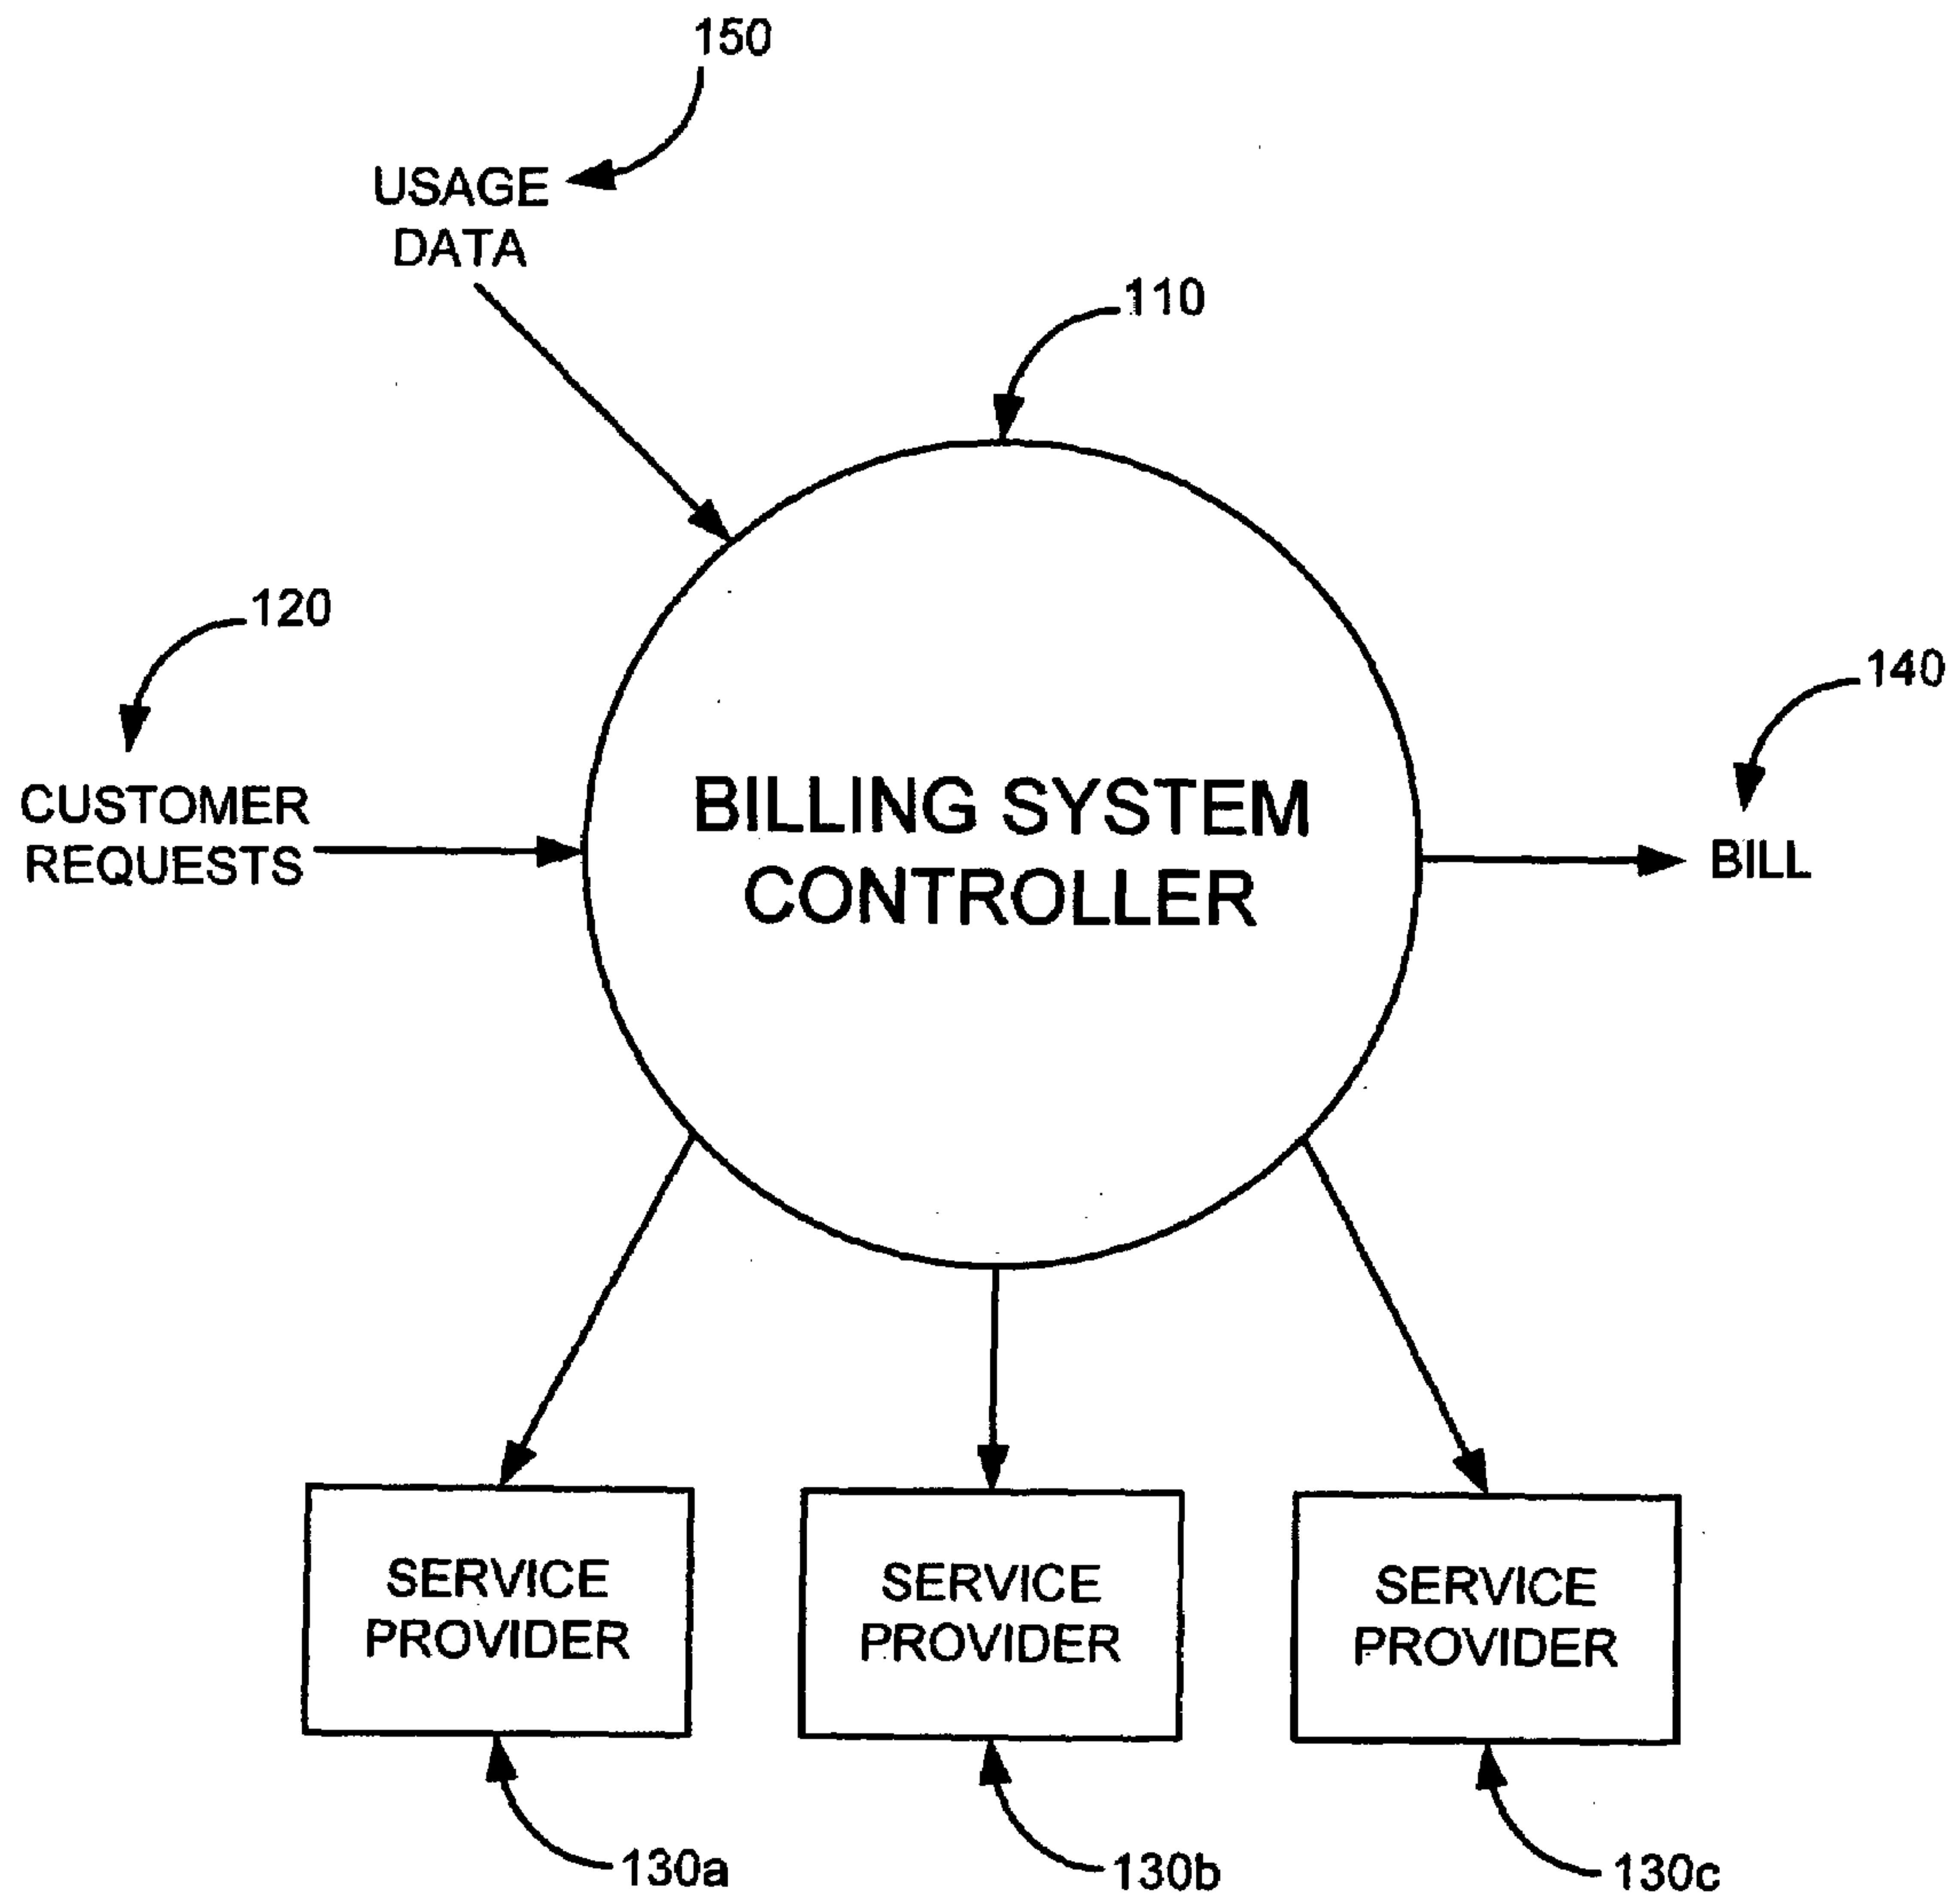 150
USAGE
DATA
110
120
140
CUSTOMER
REQUESTS
BILLING SYSTEM
CONTROLLER
BILL
SERVICE
PROVIDER
SERVICE
PROVIDER
SERVICE
PROVIDER
130a
130b
130c